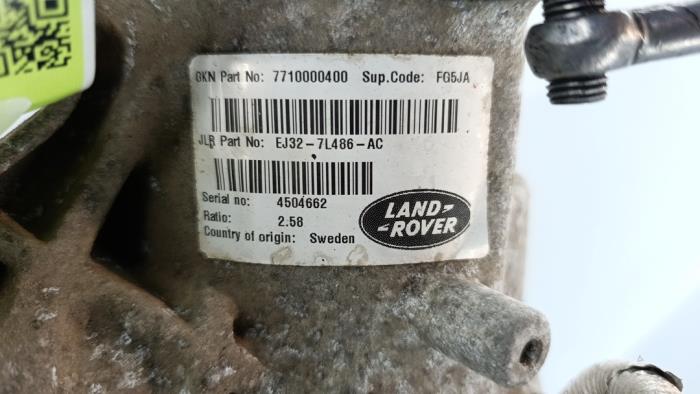 GKN Part No: 7710000400 Sup.Code: FG5JA
JLR Part No: EJ32-7L486-AC
Serial no: 4504662
Ratio: 2.58
Country of origin: Sweden
LAND-
-ROVER